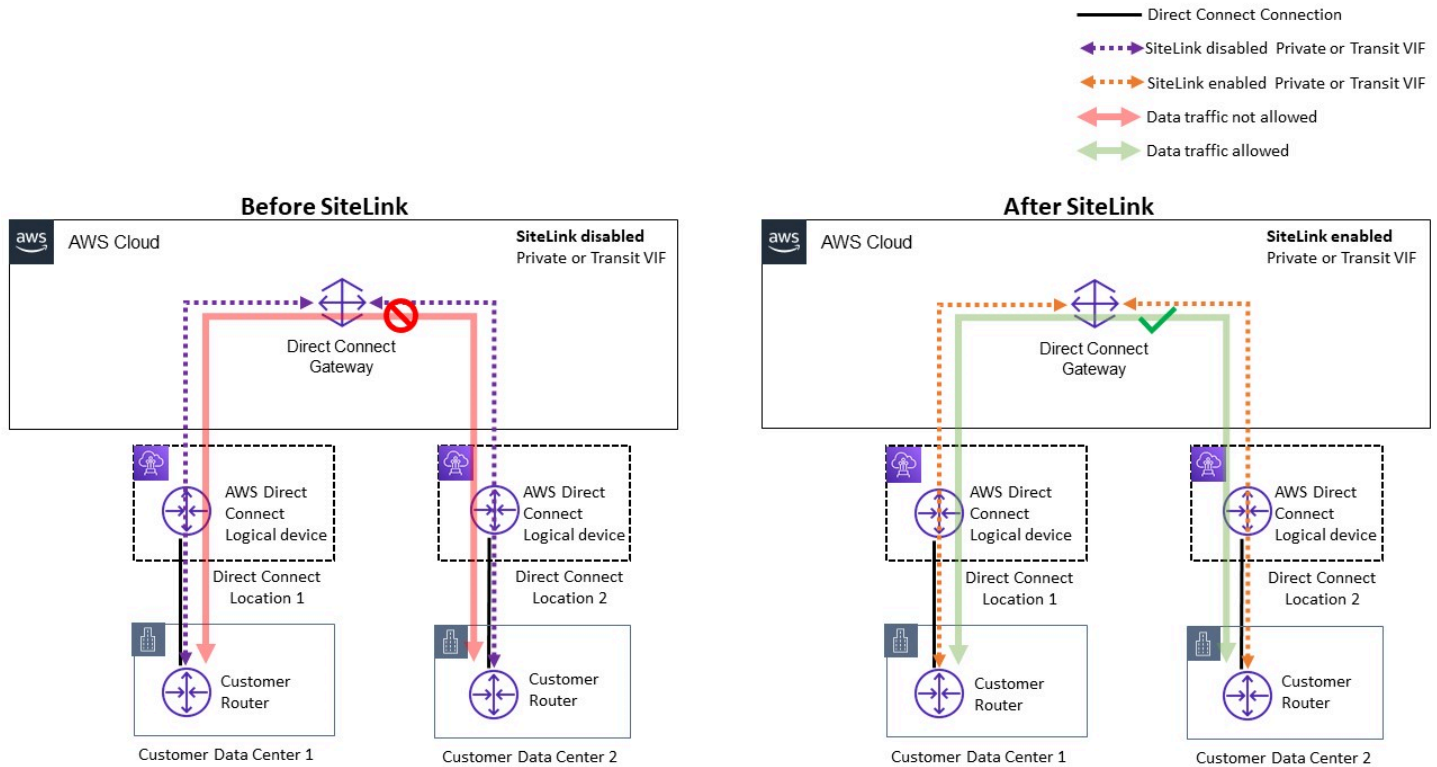 Direct Connect Connection
SiteLink disabled Private or Transit VIF
SiteLink enabled Private or Transit VIF
Data traffic not allowed
Data traffic allowed
Before SiteLink
aws
AWS Cloud
SiteLink disabled
Private or Transit VIF
Direct Connect
Gateway
AWS Direct
Connect
Logical device
AWS Direct
Connect
Logical device
Direct Connect
Location 1
Direct Connect
Location 2
Customer
Router
Customer
Router
Customer Data Center 1
Customer Data Center 2
After SiteLink
aws
AWS Cloud
SiteLink enabled
Private or Transit VIF
Direct Connect
Gateway
AWS Direct
Connect
Logical device
AWS Direct
Connect
Logical device
Direct Connect
Location 1
Direct Connect
Location 2
Customer
Router
Customer
Router
Customer Data Center 1
Customer Data Center 2